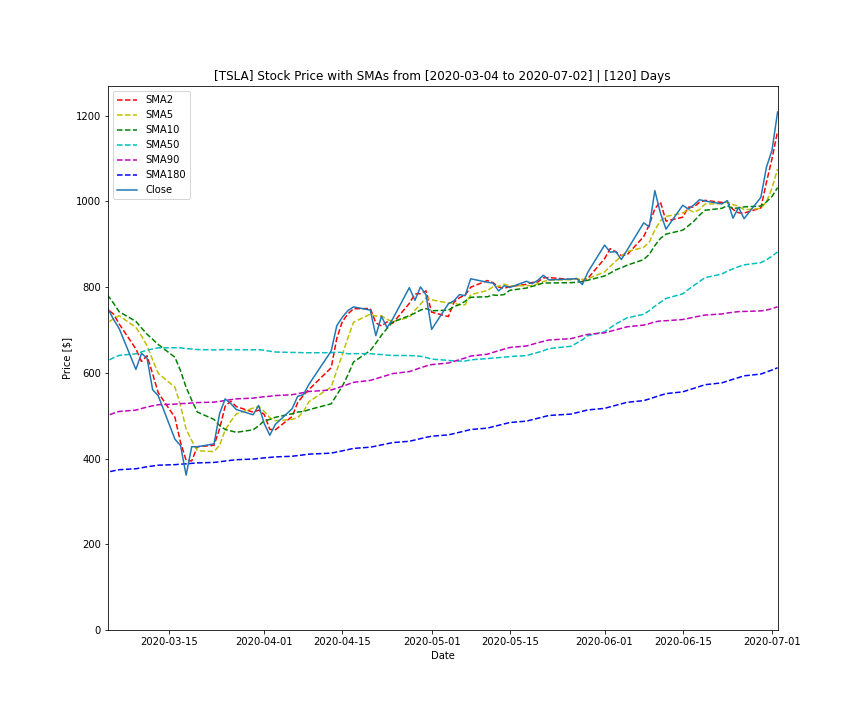 [TSLA] Stock Price with SMAs from [2020-03-04 to 2020-07-02] | [120] Days
SMA2
SMA5
SMA10
SMA50
SMA90
SMA180
Close
1200
1000
800
600
400
200
0
Price [$]
2020-03-15 2020-04-01 2020-04-15 2020-05-01 2020-05-15 2020-06-01 2020-06-15 2020-07-01
Date